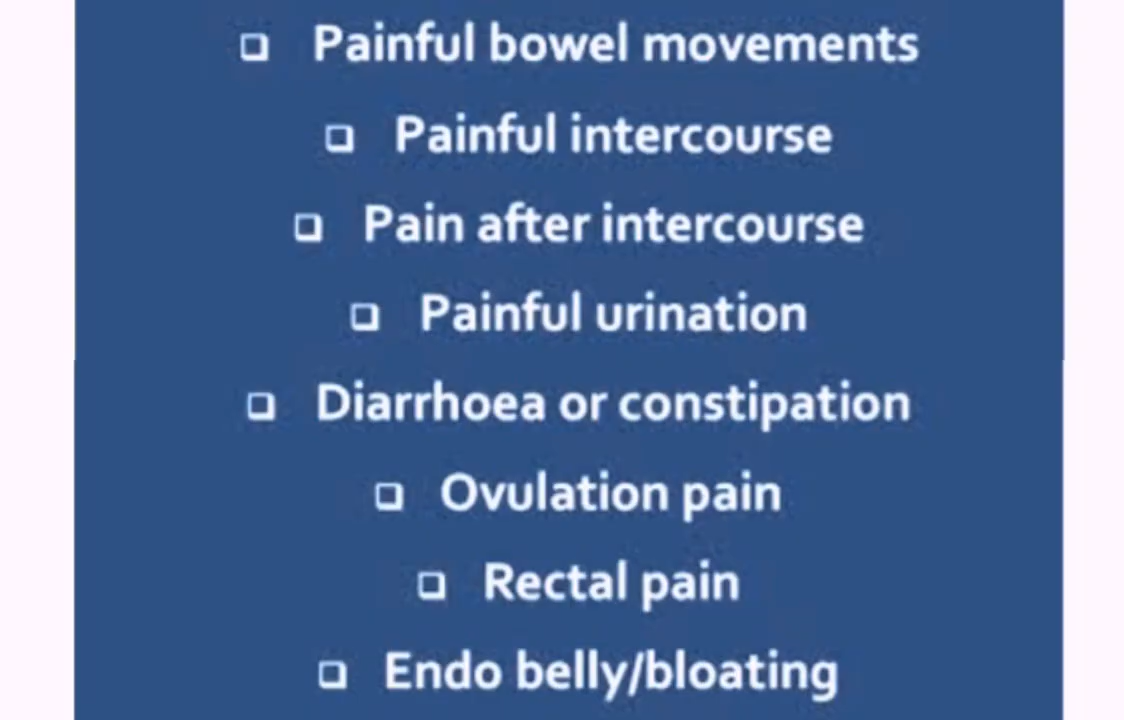 ❑ Painful bowel movements
❑ Painful intercourse
❑ Pain after intercourse
❑ Painful urination
❑ Diarrhoea or constipation
❑ Ovulation pain
❑ Rectal pain
❑ Endo belly/bloating